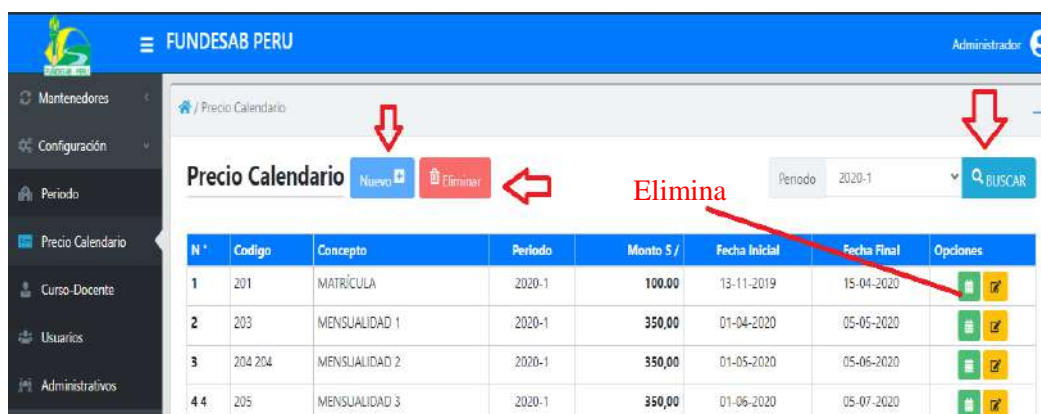 FUNDESAB PERU
Administrador
FUNDESAB PERU
Mantenedores
/ Precio Calendario
Configuración
Precio Calendario Nuevo Eliminar
Elimina
Periodo 2020-1 BUSCAR
Periodo
Precio Calendario
Curso-Docente
Usuarios
Administrativos
N° Codigo Concepto Periodo Monto S/ Fecha Inicial Fecha Final Opciones
1 201 MATRÍCULA 2020-1 100.00 13-11-2019 15-04-2020
2 203 MENSUALIDAD 1 2020-1 350,00 01-04-2020 05-05-2020
3 204 204 MENSUALIDAD 2 2020-1 350,00 01-05-2020 05-06-2020
4 4 205 MENSUALIDAD 3 2020-1 350,00 01-06-2020 05-07-2020